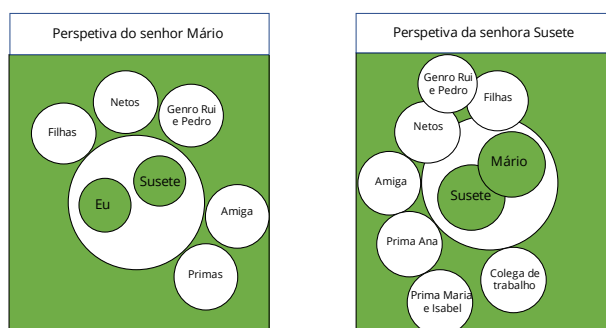 Perspetiva do senhor Mário
Netos
Genro Rui
e Pedro
Filhas
Susete
Eu
Amiga
Primas
Perspetiva da senhora Susete
Genro Rui
e Pedro
Filhas
Netos
Mário
Amiga
Susete
Prima Ana
Colega de
trabalho
Prima Maria
e Isabel